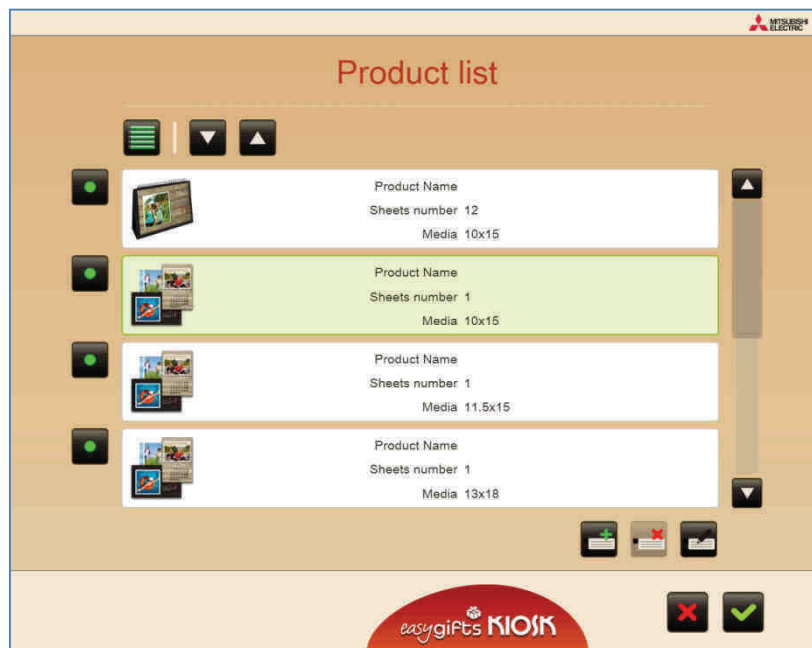 MITSUBISHI
ELECTRIC
Product list
Product Name
Sheets number 12
Media 10x15
Product Name
Sheets number 1
Media 10x15
Product Name
Sheets number 1
Media 11.5x15
Product Name
Sheets number 1
Media 13x18
easygifts KIOSK